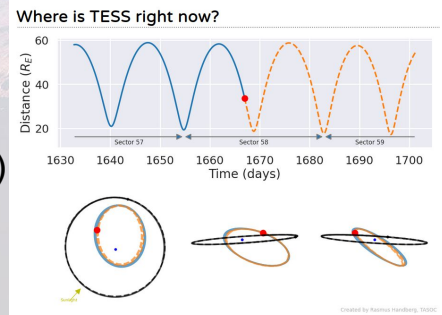 Where is TESS right now?
60
40
20
Distance (R_E)
Sector 57
Sector 58
Sector 59
1630 1640 1650 1660 1670 1680 1690 1700
Time (days)
Sunlight
Created by Rasmus Handberg, TASOC